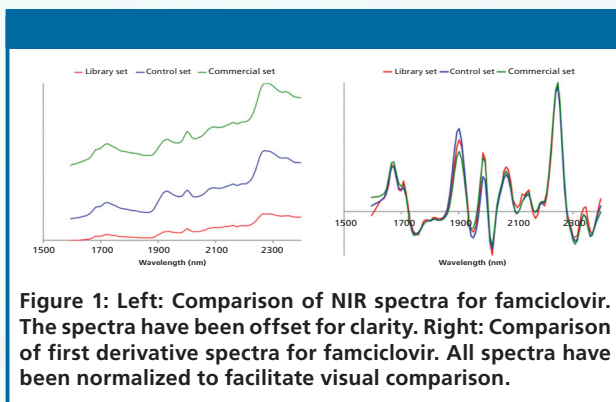 Library set Control set Commercial set
1500 1700 1900 2100 2300
Wavelength (nm)
Library set Control set Commercial set
1500 1700 1900 2100 2300
Wavelength (nm)
Figure 1: Left: Comparison of NIR spectra for famciclovir.
The spectra have been offset for clarity. Right: Comparison
of first derivative spectra for famciclovir. All spectra have
been normalized to facilitate visual comparison.